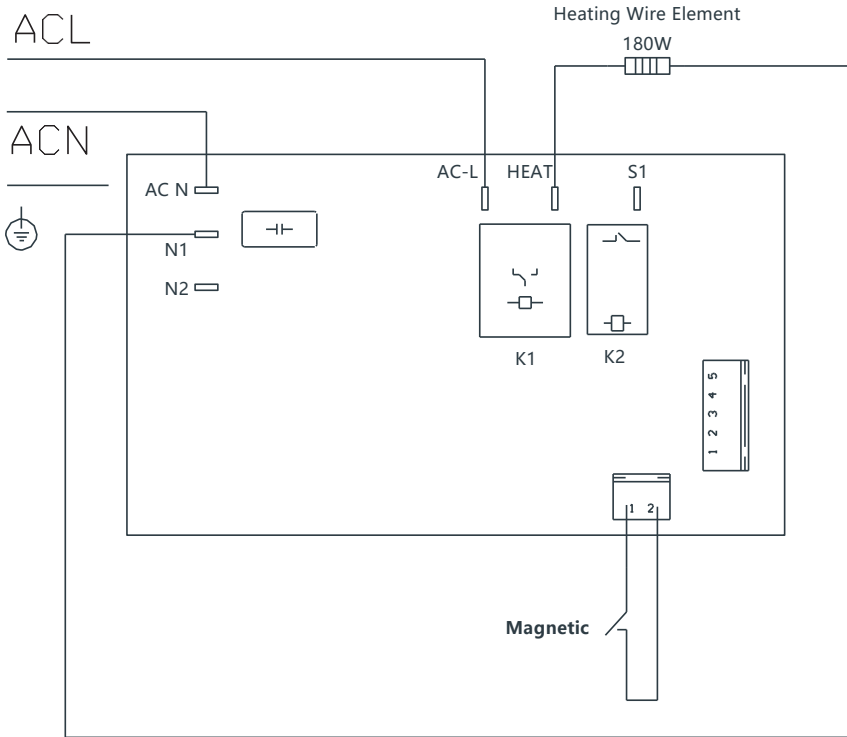 ACL
Heating Wire Element
180W
ACN
AC-L HEAT S1
AC N
N1
N2
K1 K2
5
4
3
2
1
1 2
Magnetic